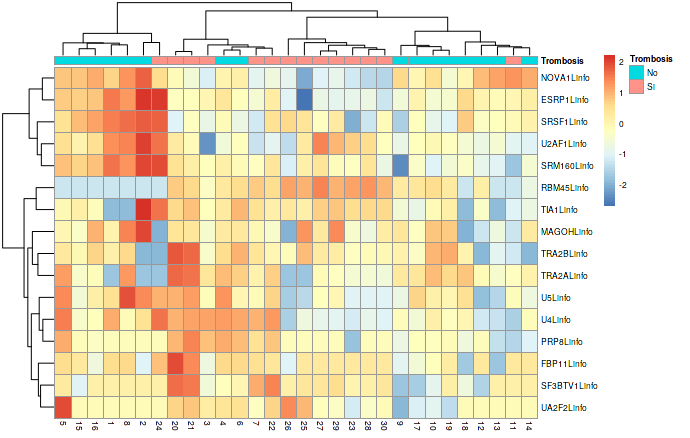 Trombosis
Trombosis
No
SI
2
1
0
-1
-2
NOVA1Linfo
ESRP1Linfo
SRSF1Linfo
U2AF1Linfo
SRM160Linfo
RBM45Linfo
TIA1Linfo
MAGOHLinfo
TRA2BLinfo
TRA2ALinfo
U5Linfo
U4Linfo
PRP8Linfo
FBP11Linfo
SF3BTV1Linfo
UA2F2Linfo
5 15 16 1 8 2 24 20 21 3 4 6 7 22 26 25 27 29 23 28 30 9 17 10 19 18 12 13 11 14